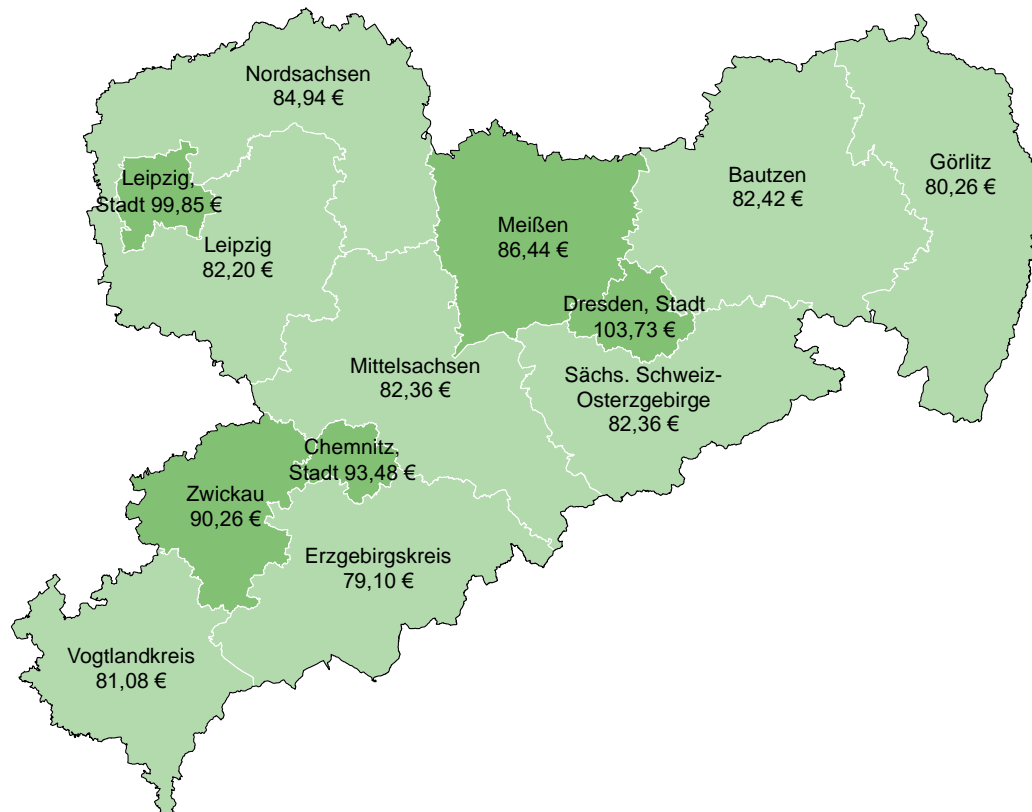 Nordsachsen
84,94 €
Leipzig,
Stadt 99,85 €
Leipzig
82,20 €
Meißen
86,44 €
Bautzen
82,42 €
Görlitz
80,26 €
Dresden, Stadt
103,73 €
Mittelsachsen
82,36 €
Sächs. Schweiz-
Osterzgebirge
82,36 €
Chemnitz,
Stadt 93,48 €
Zwickau
90,26 €
Erzgebirgskreis
79,10 €
Vogtlandkreis
81,08 €